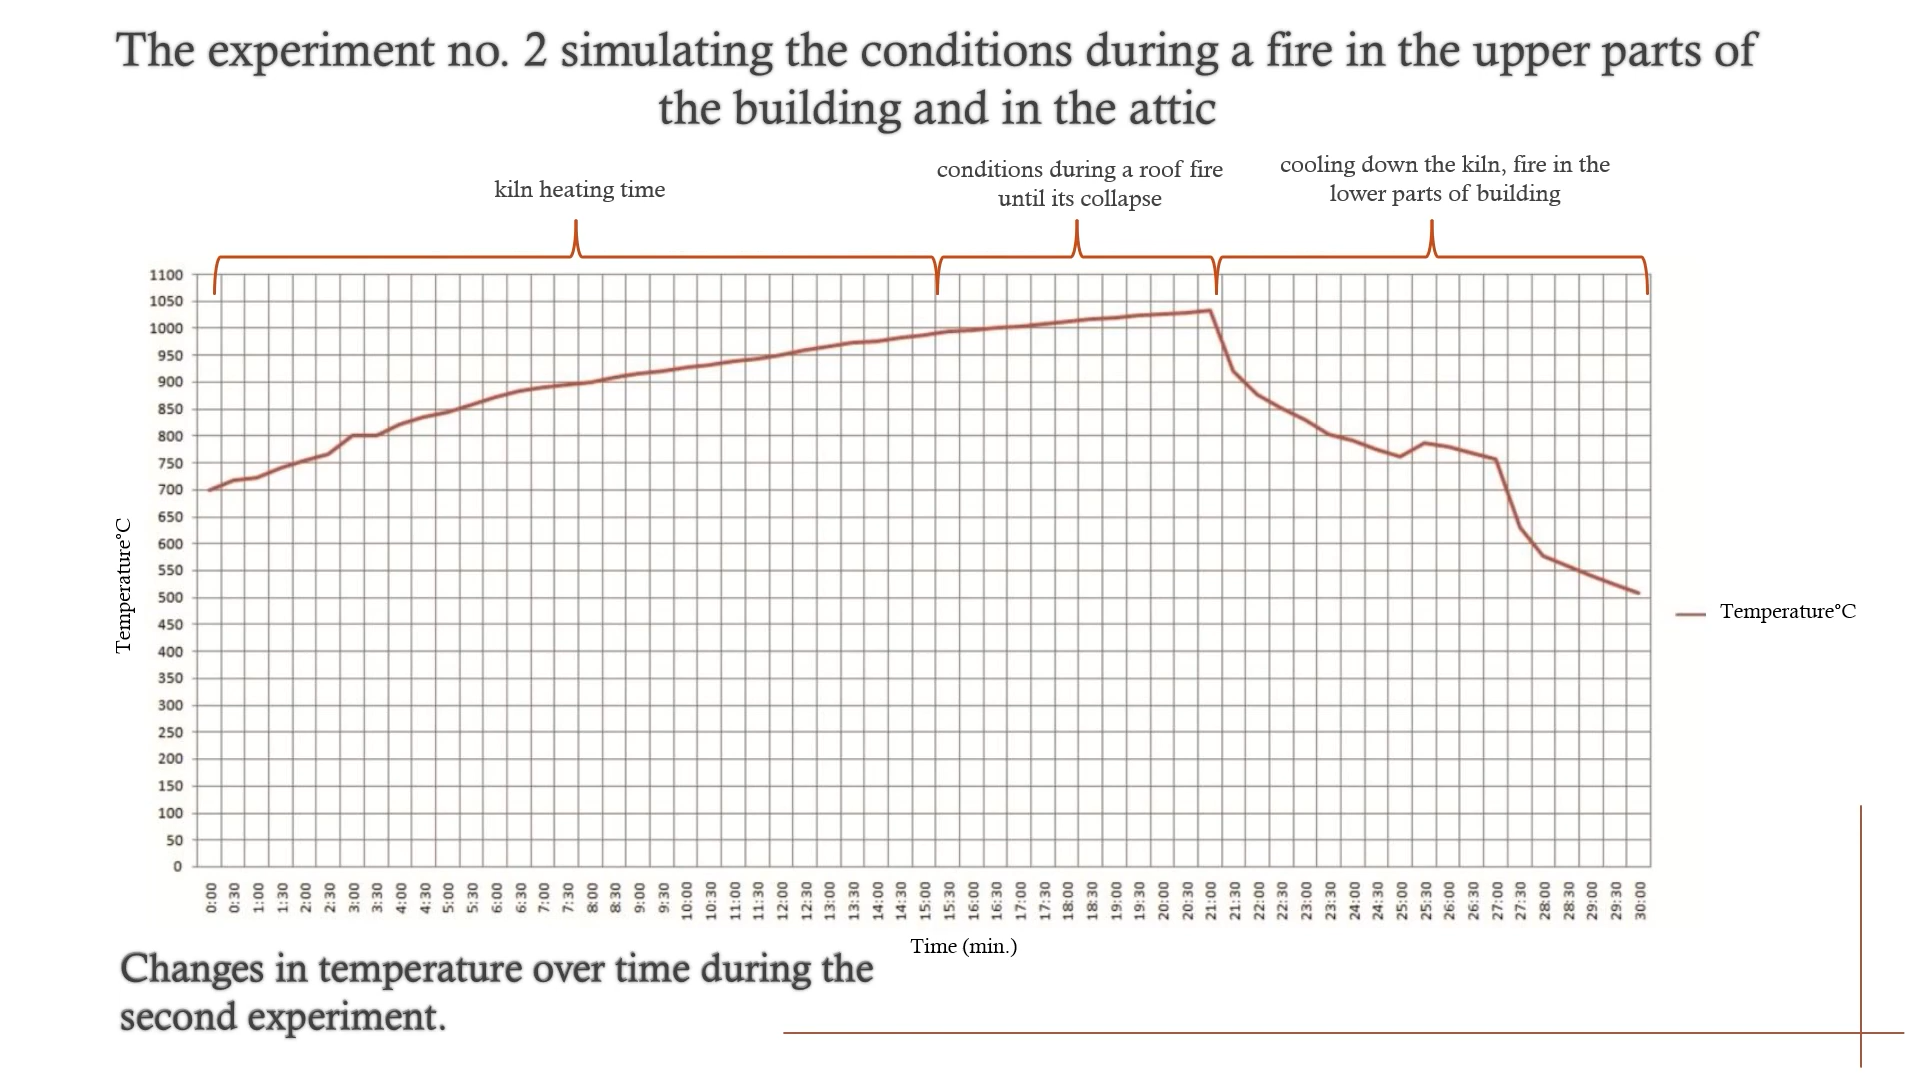 The experiment no. 2 simulating the conditions during a fire in the upper parts of
the building and in the attic
kiln heating time
conditions during a roof fire
until its collapse
cooling down the kiln, fire in the
lower parts of building
1100
1050
1000
950
900
850
800
750
700
650
600
550
500
450
400
350
300
250
200
150
100
50
0
Temperature°C
0:00 0:30 1:00 1:30 2:00 2:30 3:00 3:30 4:00 4:30 5:00 5:30 6:00 6:30 7:00 7:30 8:00 8:30 9:00 9:30 10:00 10:30 11:00 11:30 12:00 12:30 13:00 13:30 14:00 14:30 15:00 15:30 16:00 16:30 17:00 17:30 18:00 18:30 19:00 19:30 20:00 20:30 21:00 21:30 22:00 22:30 23:00 23:30 24:00 24:30 25:00 25:30 26:00 26:30 27:00 27:30 28:00 28:30 29:00 29:30 30:00
Time (min.)
Temperature°C
Changes in temperature over time during the
second experiment.